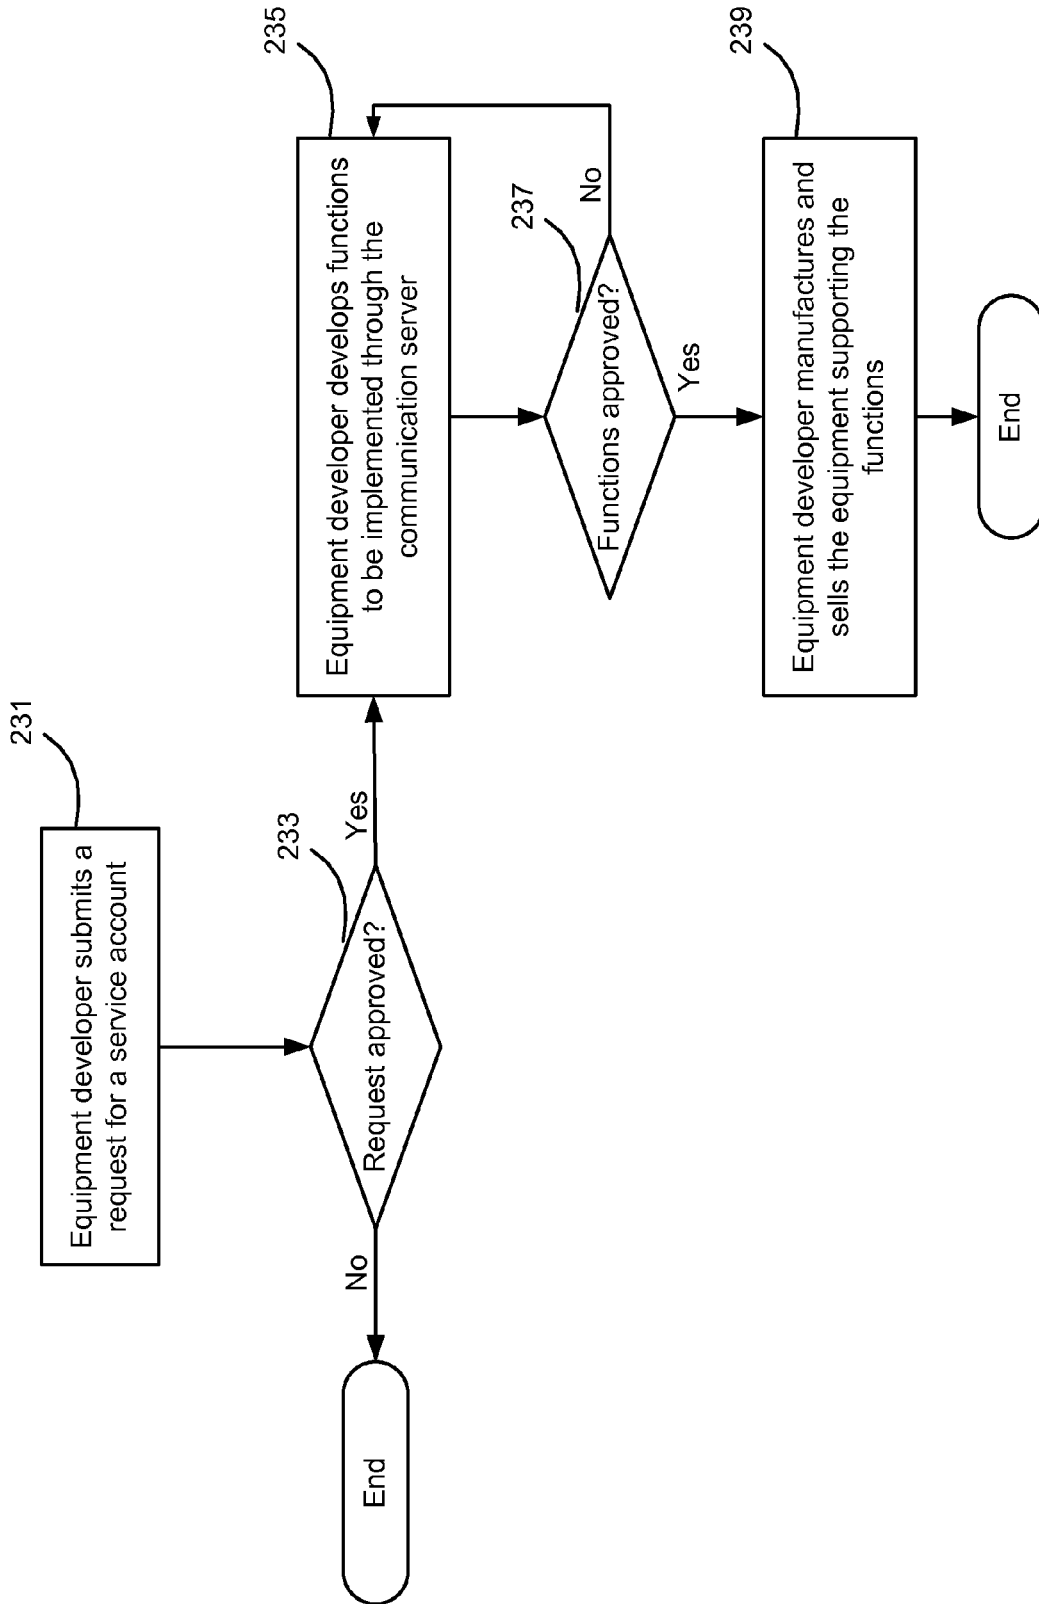 231
Equipment developer submits a
request for a service account
233
Request approved?
No
Yes
End
235
Equipment developer develops functions
to be implemented through the
communication server
237
Functions approved?
No
Yes
239
Equipment developer manufactures and
sells the equipment supporting the
functions
End